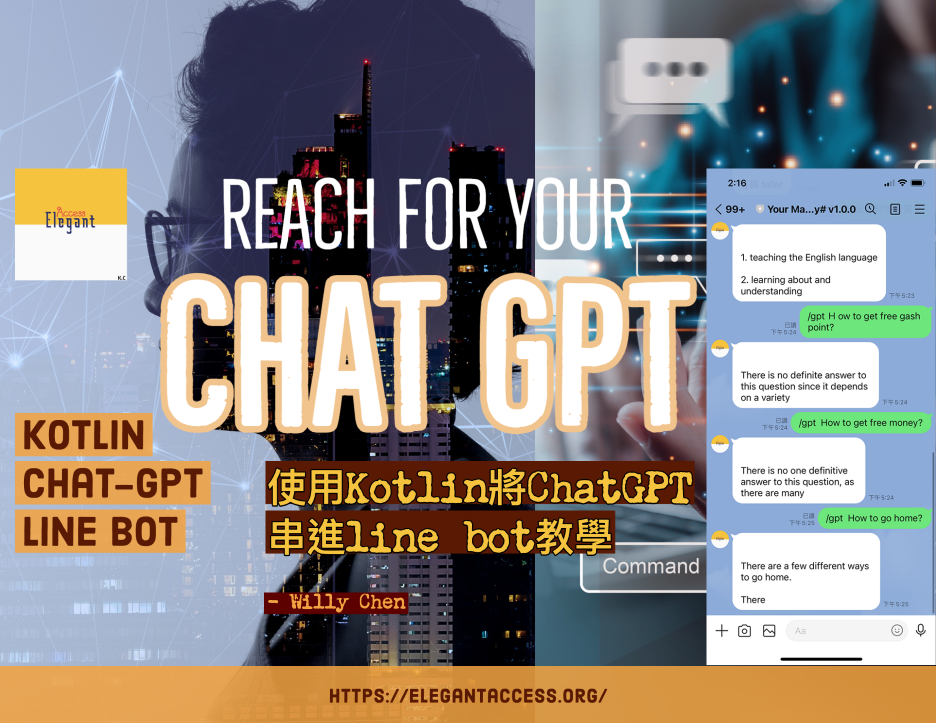 REACH FOR YOUR
CHAT GPT
Access
Elegant
K.C
KOTLIN
CHAT-GPT
LINE BOT
使用Kotlin將ChatGPT
串進line bot教學
- Willy Chen
Command
2:16
99+ Your Ma...y# v1.0.0
1. teaching the English language
2. learning about and
understanding
下午5:23
/gpt H ow to get free gash
point?
已讀
下午5:24
There is no definite answer to
this question since it depends
on a variety
下午5:24
/gpt How to get free money?
已讀
下午5:24
There is no one definitive
answer to this question, as
there are many
下午5:24
/gpt How to go home?
已讀
下午5:25
There are a few different ways
to go home.
There
下午5:25
Aa
HTTPS://ELEGANTACCESS.ORG/